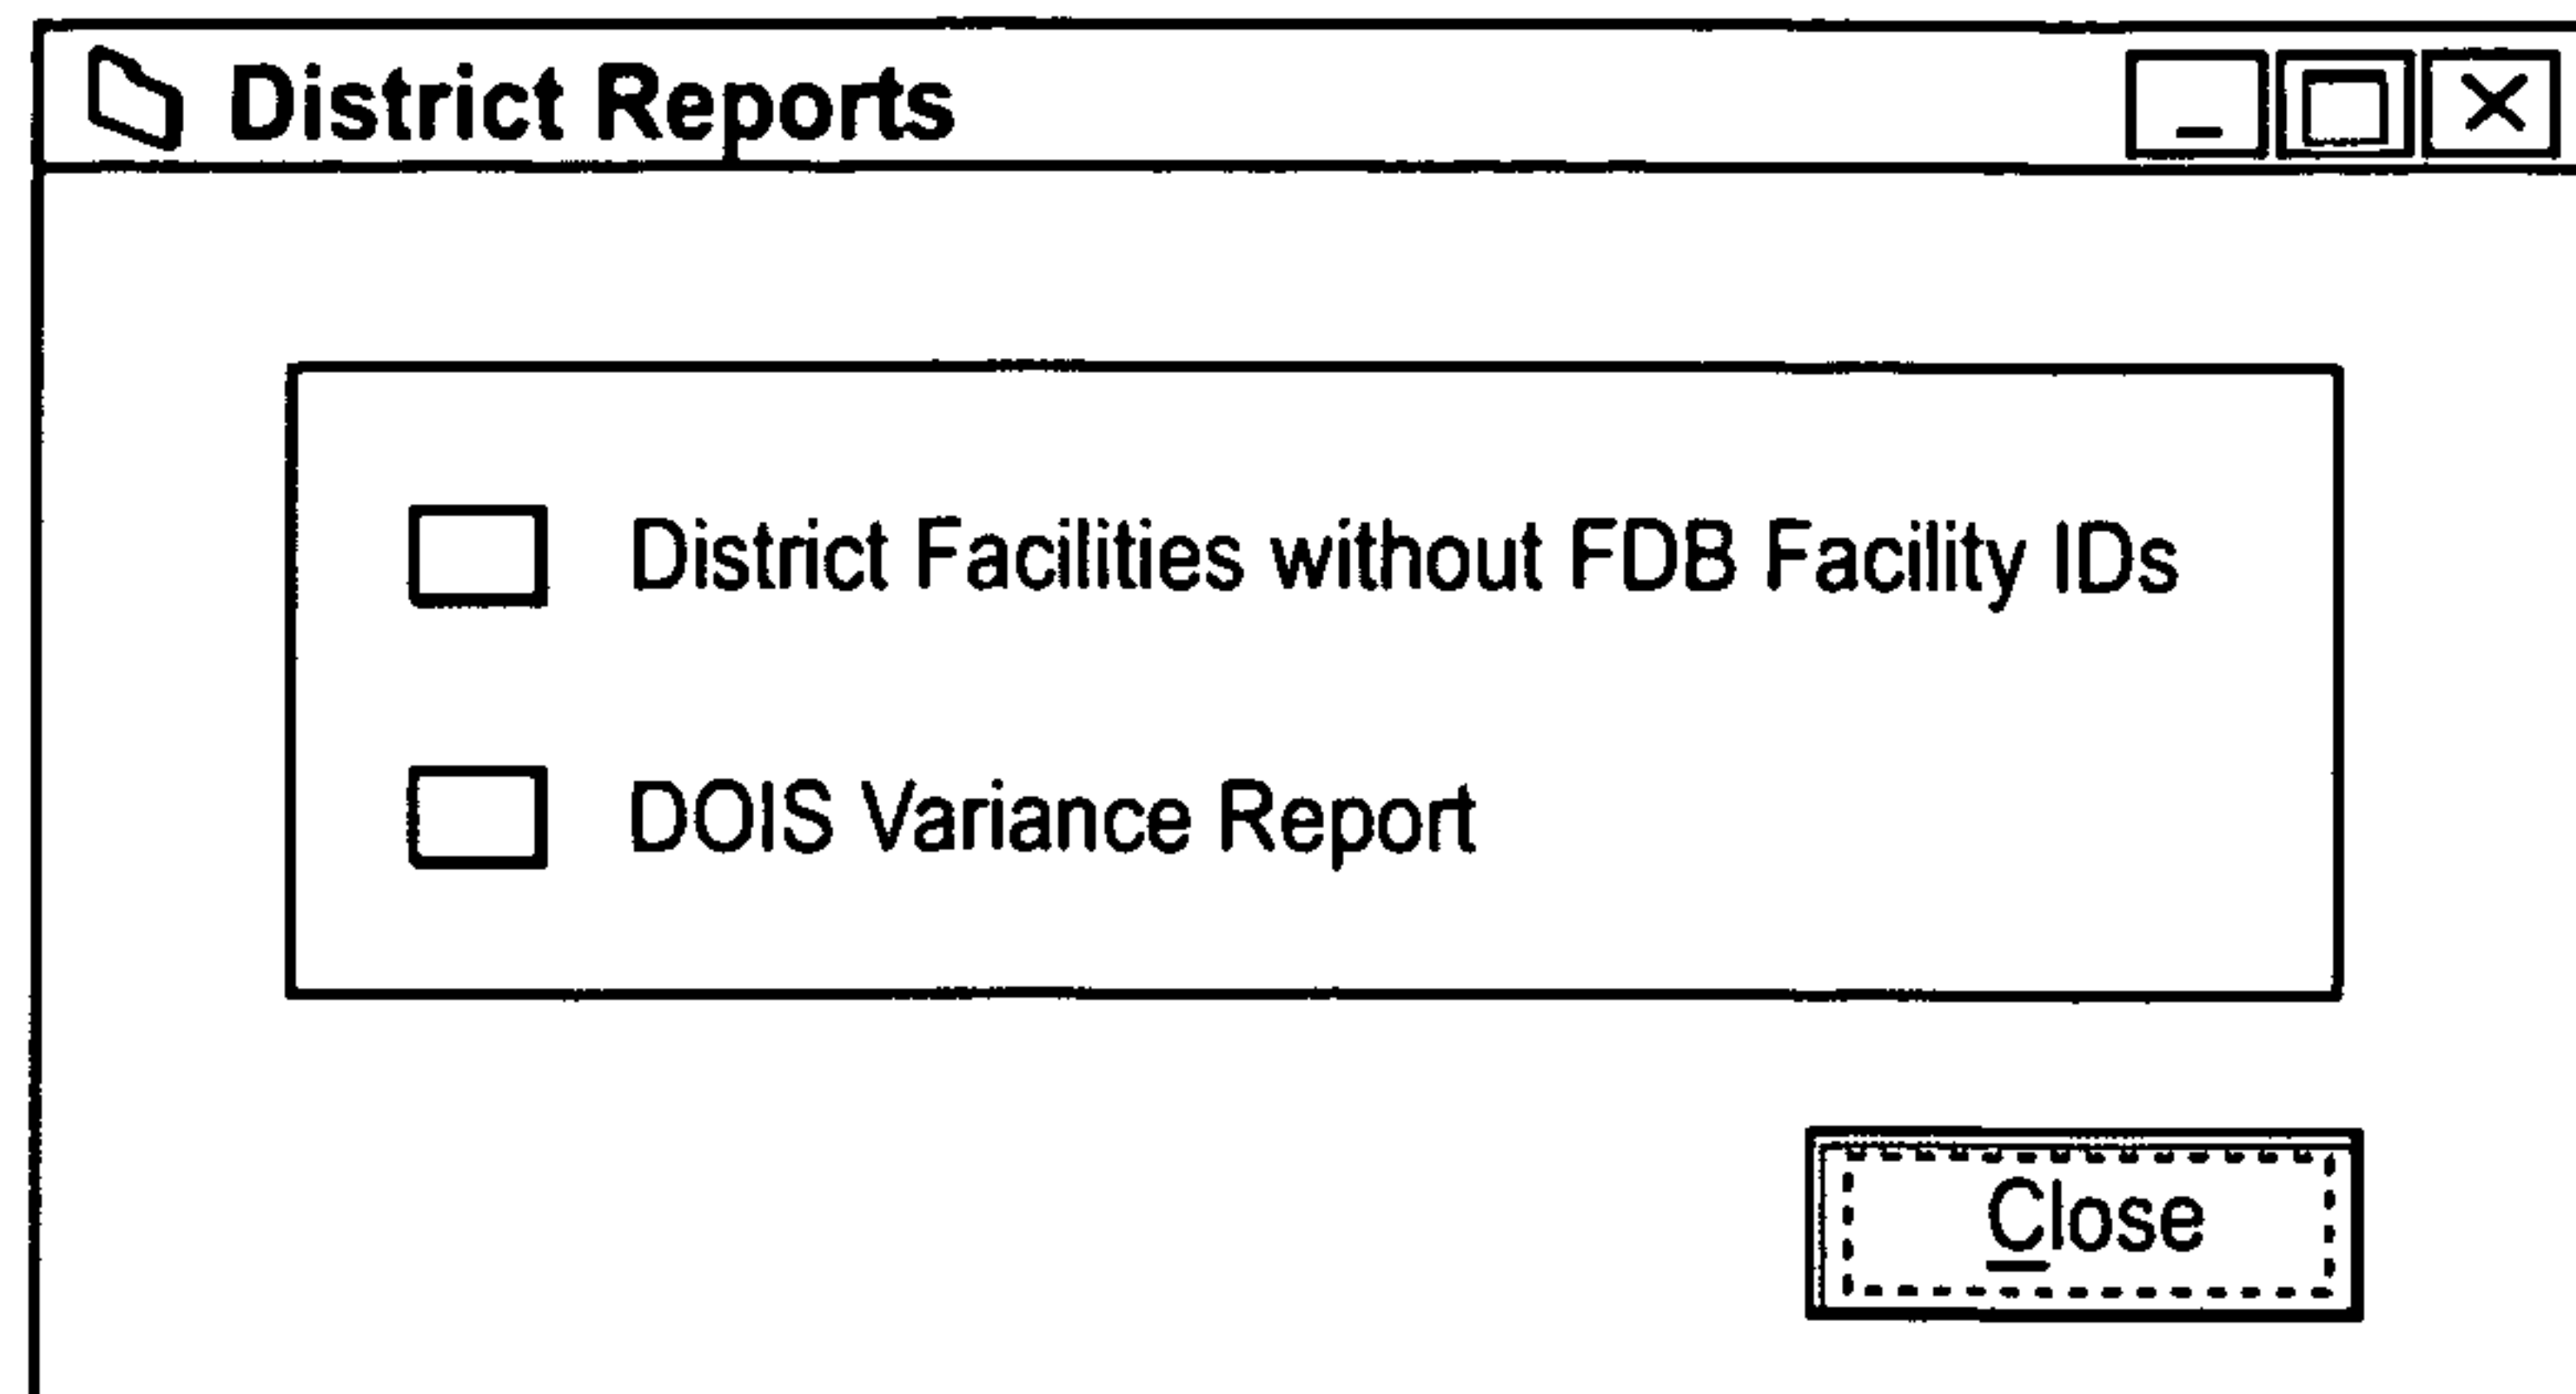 District Reports
District Facilities without FDB Facility IDs
DOIS Variance Report
Close